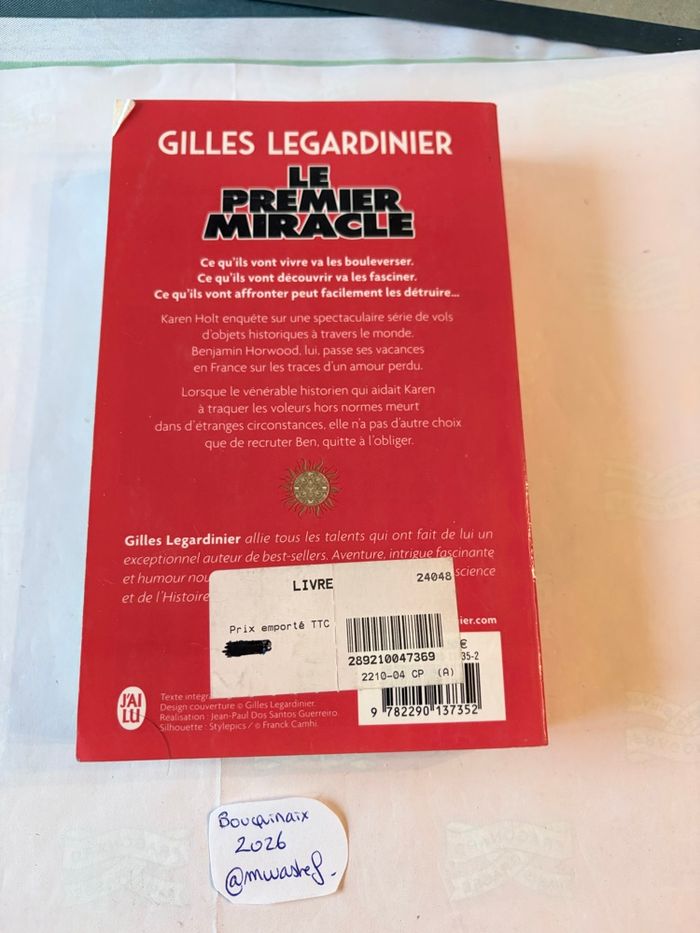 GILLES LEGARDINIER
LE
PREMIER
MIRACLE
Ce qu'ils vont vivre va les bouleverser.
Ce qu'ils vont découvrir va les fasciner.
Ce qu'ils vont affronter peut facilement les détruire...
Karen Holt enquête sur une spectaculaire série de vols
d'objets historiques à travers le monde.
Benjamin Horwood, lui, passe ses vacances
en France sur les traces d'un amour perdu.
Lorsque le vénérable historien qui aidait Karen
à traquer les voleurs hors normes meurt
dans d'étranges circonstances, elle n'a pas d'autre choix
que de recruter Ben, quitte à l'obliger.
Gilles Legardinier allie tous les talents qui ont fait de lui un
exceptionnel auteur de best-sellers. Aventure, intrigue fascinante
et humour nou science
et de l'Histoire
LIVRE 24048
Prix emporté TTC
289210047369
2210-04 CP (A)
nier.com
€
35-2
9 782290 137352
J'AI
LU
Texte intégra
Design couverture © Gilles Legardinier.
Réalisation : Jean-Paul Dos Santos Guerreiro.
Silhouette : Stylepics / © Franck Camhi.
Bouquinaix
2026
@mwashef.